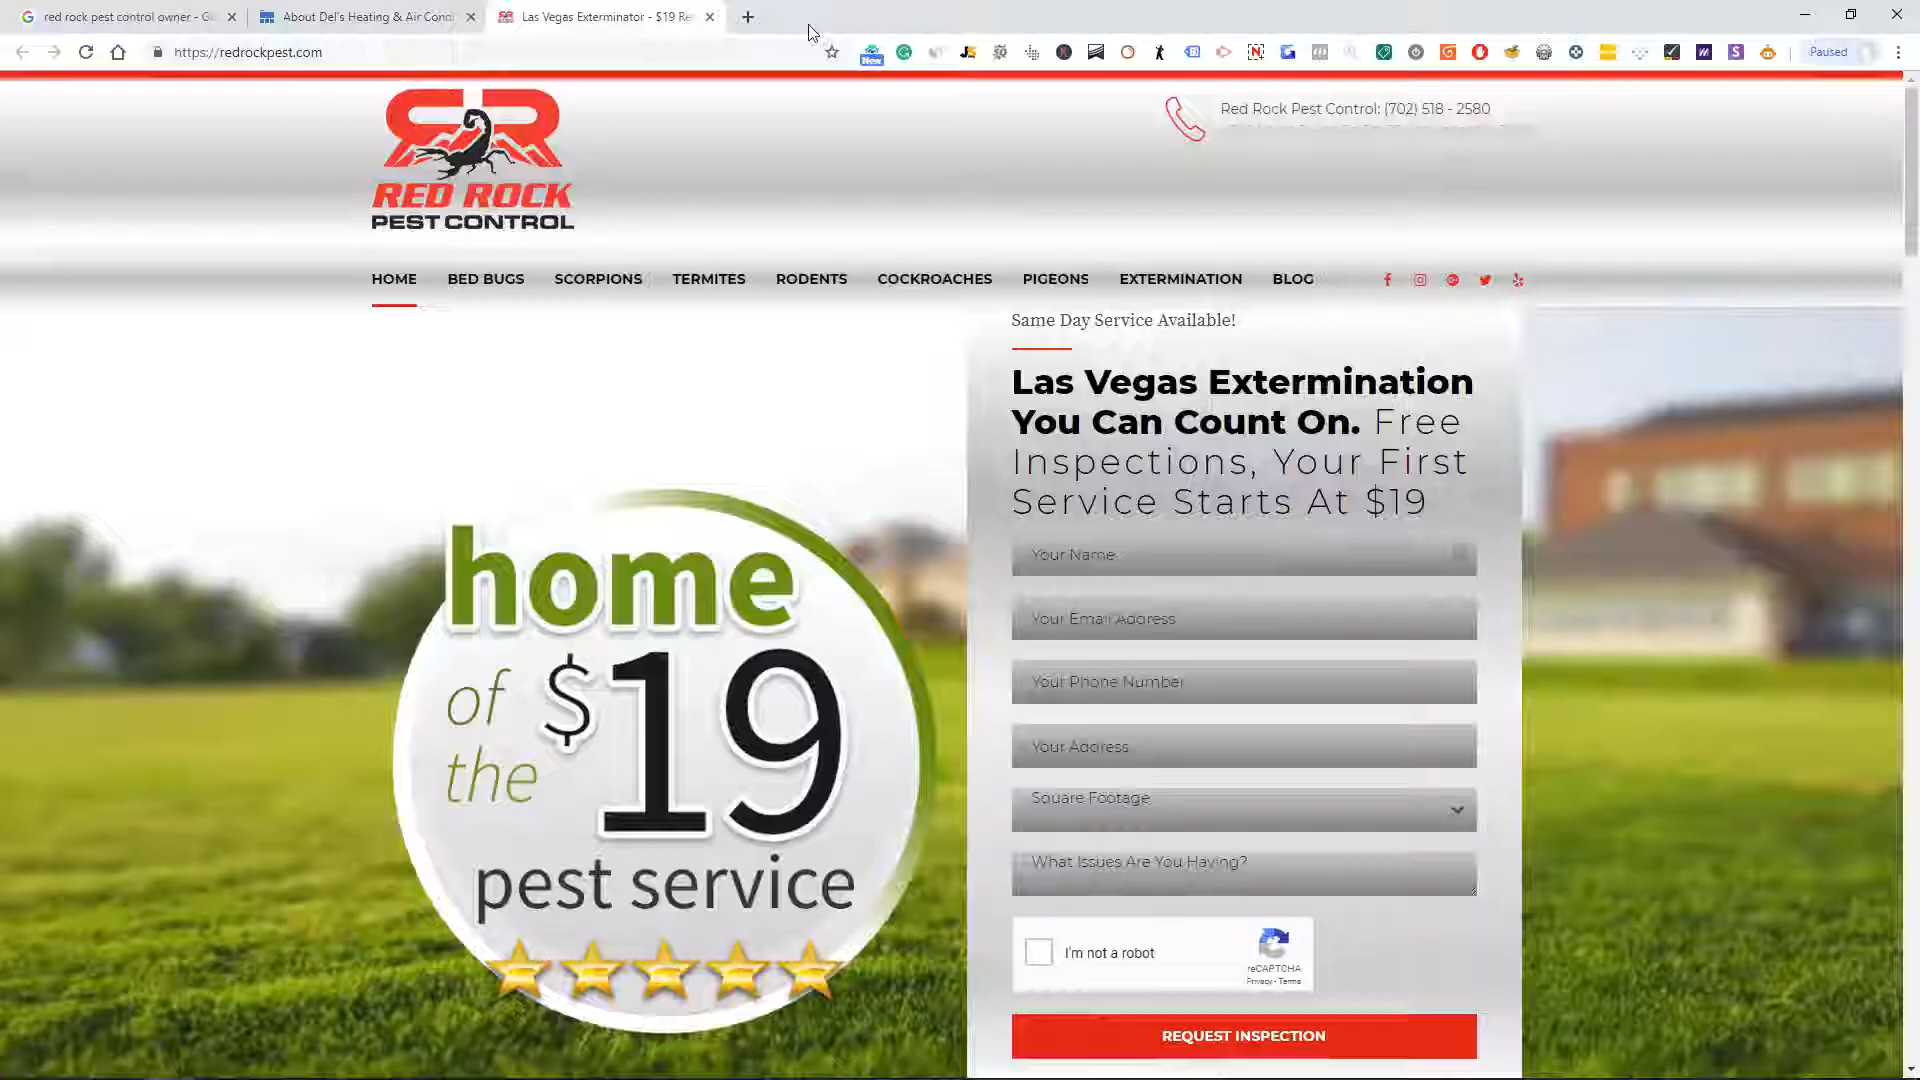 red rock pest control owner - G
About Del's Heating & Air Condi
Las Vegas Exterminator - $19 Re
https://redrockpest.com
New
Paused
RED ROCK
PEST CONTROL
Red Rock Pest Control: (702) 518 - 2580
HOME BED BUGS SCORPIONS TERMITES RODENTS COCKROACHES PIGEONS EXTERMINATION BLOG
Same Day Service Available!
Las Vegas Extermination
You Can Count On. Free
Inspections, Your First
Service Starts At $19
home
of $19
the
pest service
Your Name
Your Email Address
Your Phone Number
Your Address
Square Footage
What Issues Are You Having?
I'm not a robot
reCAPTCHA
Privacy - Terms
REQUEST INSPECTION